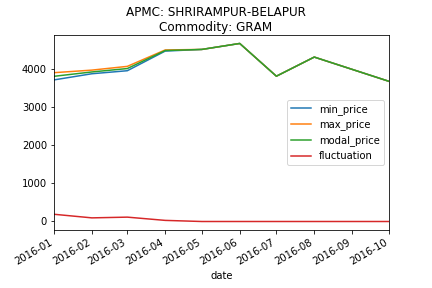 APMC: SHRIRAMPUR-BELAPUR
Commodity: GRAM
4000
3000
2000
1000
0
min_price
max_price
modal_price
fluctuation
2016-01
2016-02
2016-03
2016-04
2016-05
2016-06
2016-07
2016-08
2016-09
2016-10
date